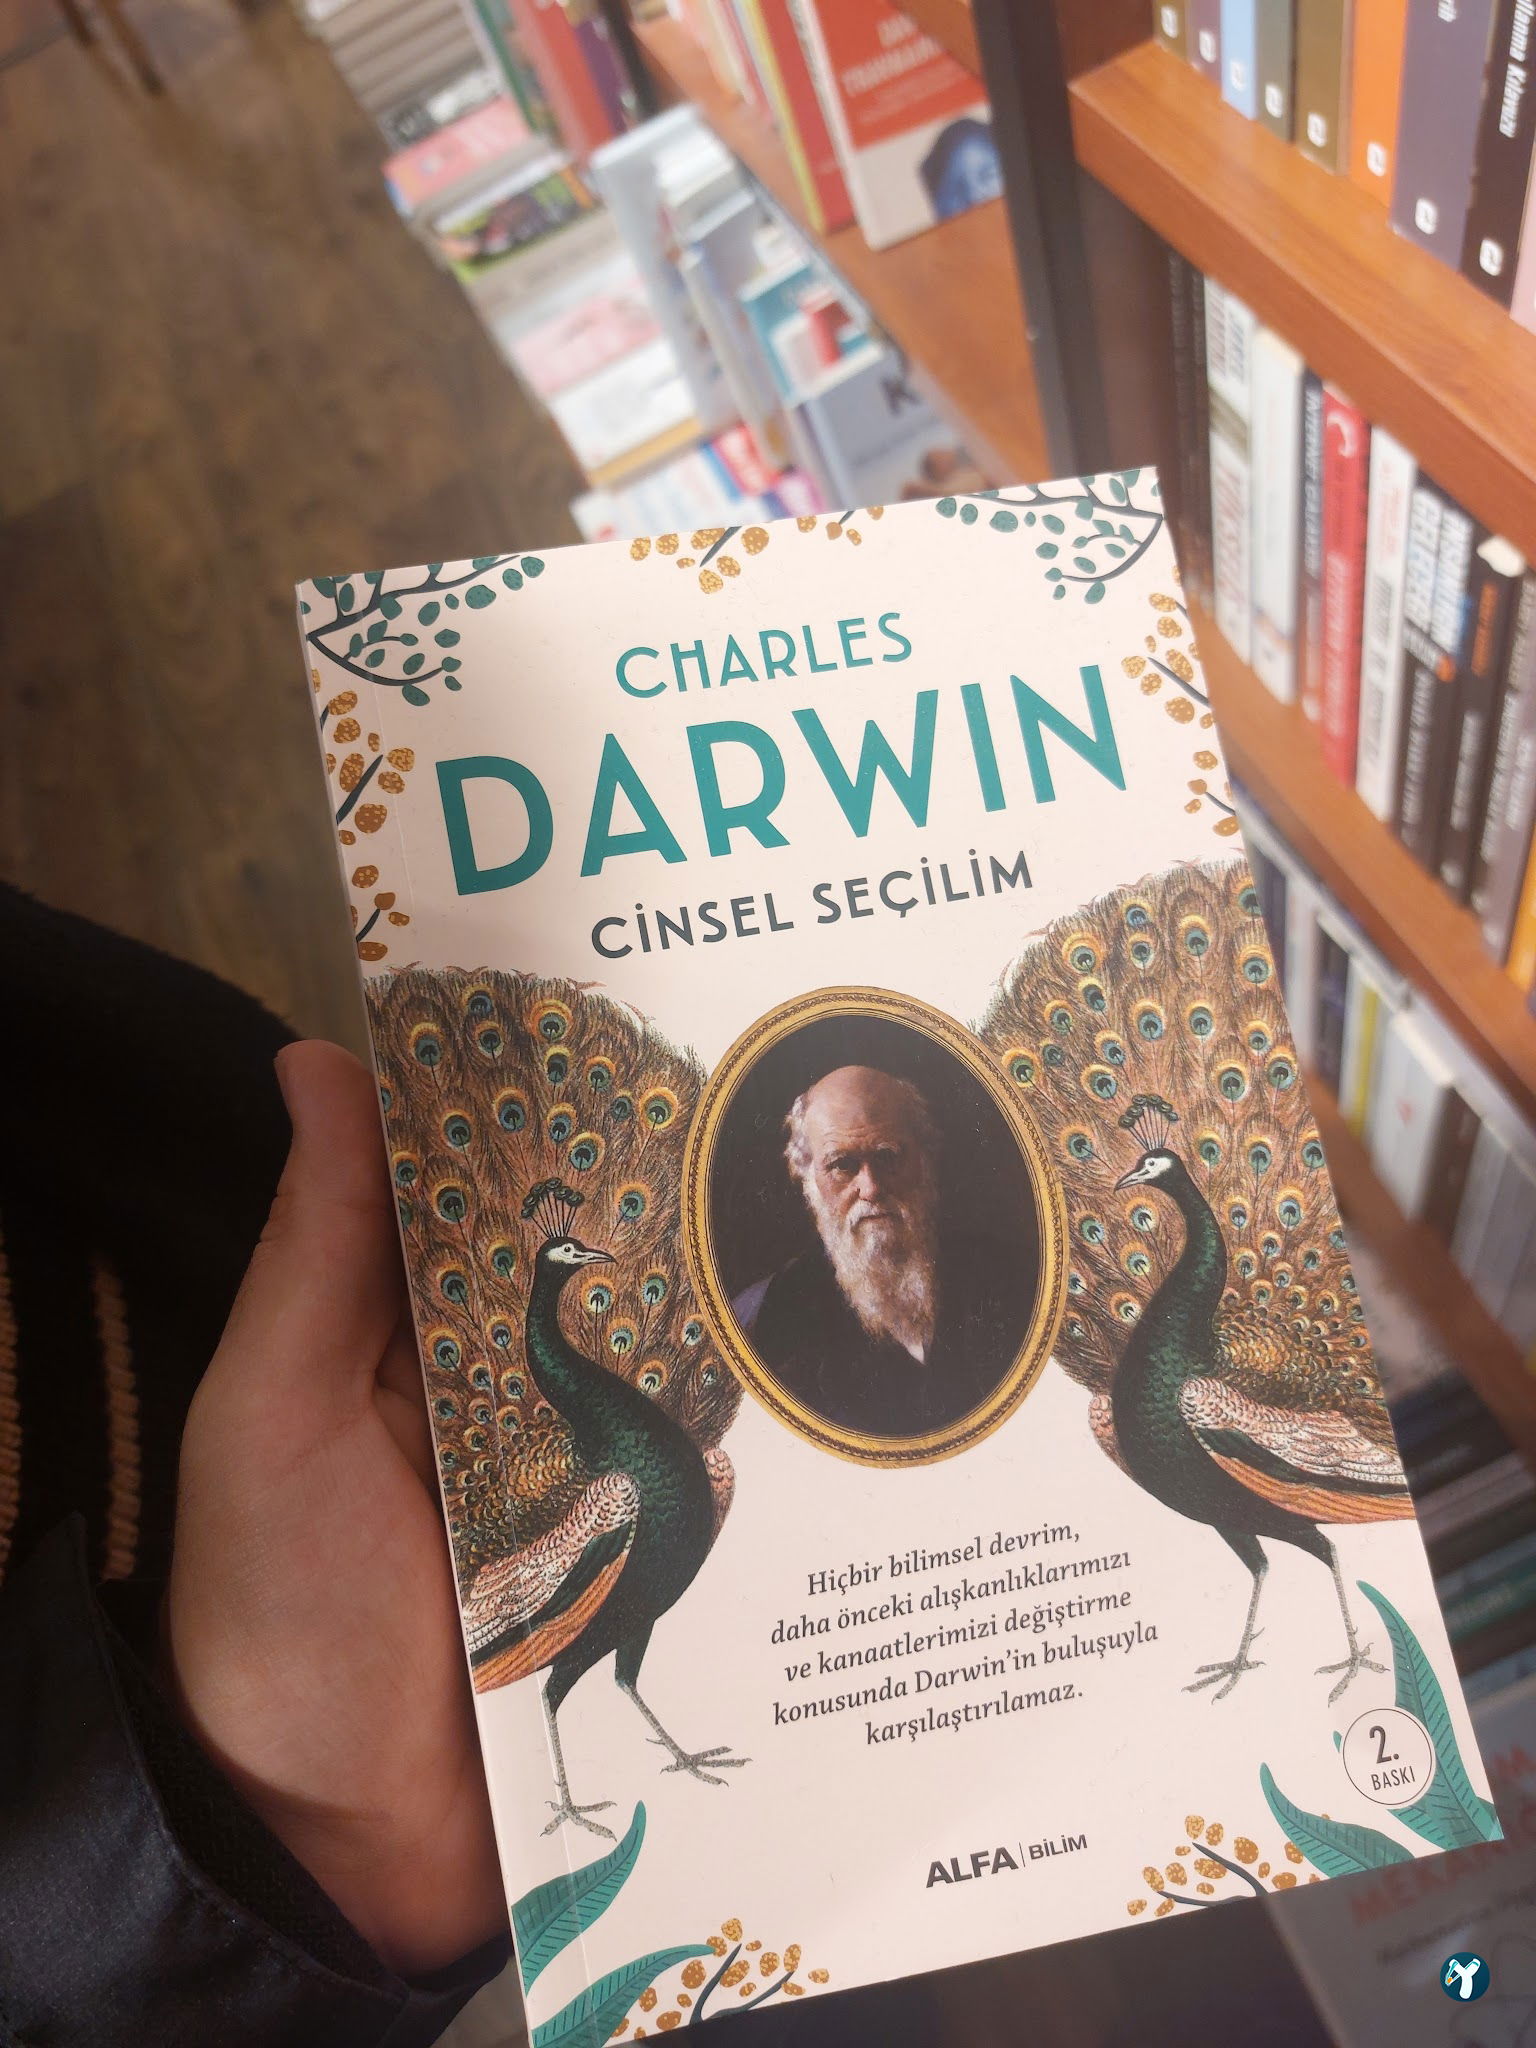 CHARLES
DARWIN
CİNSEL SEÇİLİM
Hiçbir bilimsel devrim,
daha önceki alışkanlıklarımızı
ve kanaatlerimizi değiştirme
konusunda Darwin'in buluşuyla
karşılaştırılamaz.
2.
BASKI
ALFA | BİLİM